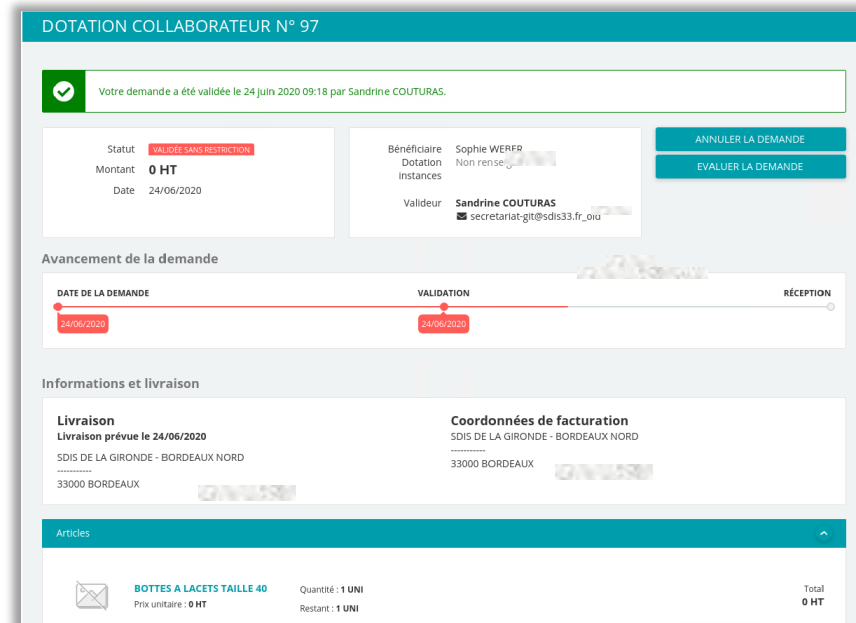 DOTATION COLLABORATEUR N° 97
Votre demande a été validée le 24 juin 2020 09:18 par Sandrine COUTURAS.
Statut VALIDÉE SANS RESTRICTION
Montant 0 HT
Date 24/06/2020
Bénéficiaire Sophie WEBER
Dotation instances Non
Valideur Sandrine COUTURAS
secretariat-git@sdis33.fr_old
ANNULER LA DEMANDE
EVALUER LA DEMANDE
Avancement de la demande
DATE DE LA DEMANDE VALIDATION RÉCEPTION
24/06/2020 24/06/2020
Informations et livraison
Livraison
Livraison prévue le 24/06/2020
SDIS DE LA GIRONDE - BORDEAUX NORD
-----------
33000 BORDEAUX
Coordonnées de facturation
SDIS DE LA GIRONDE - BORDEAUX NORD
-----------
33000 BORDEAUX
Articles
BOTTES A LACETS TAILLE 40
Prix unitaire : 0 HT
Quantité : 1 UNI
Restant : 1 UNI
Total
0 HT